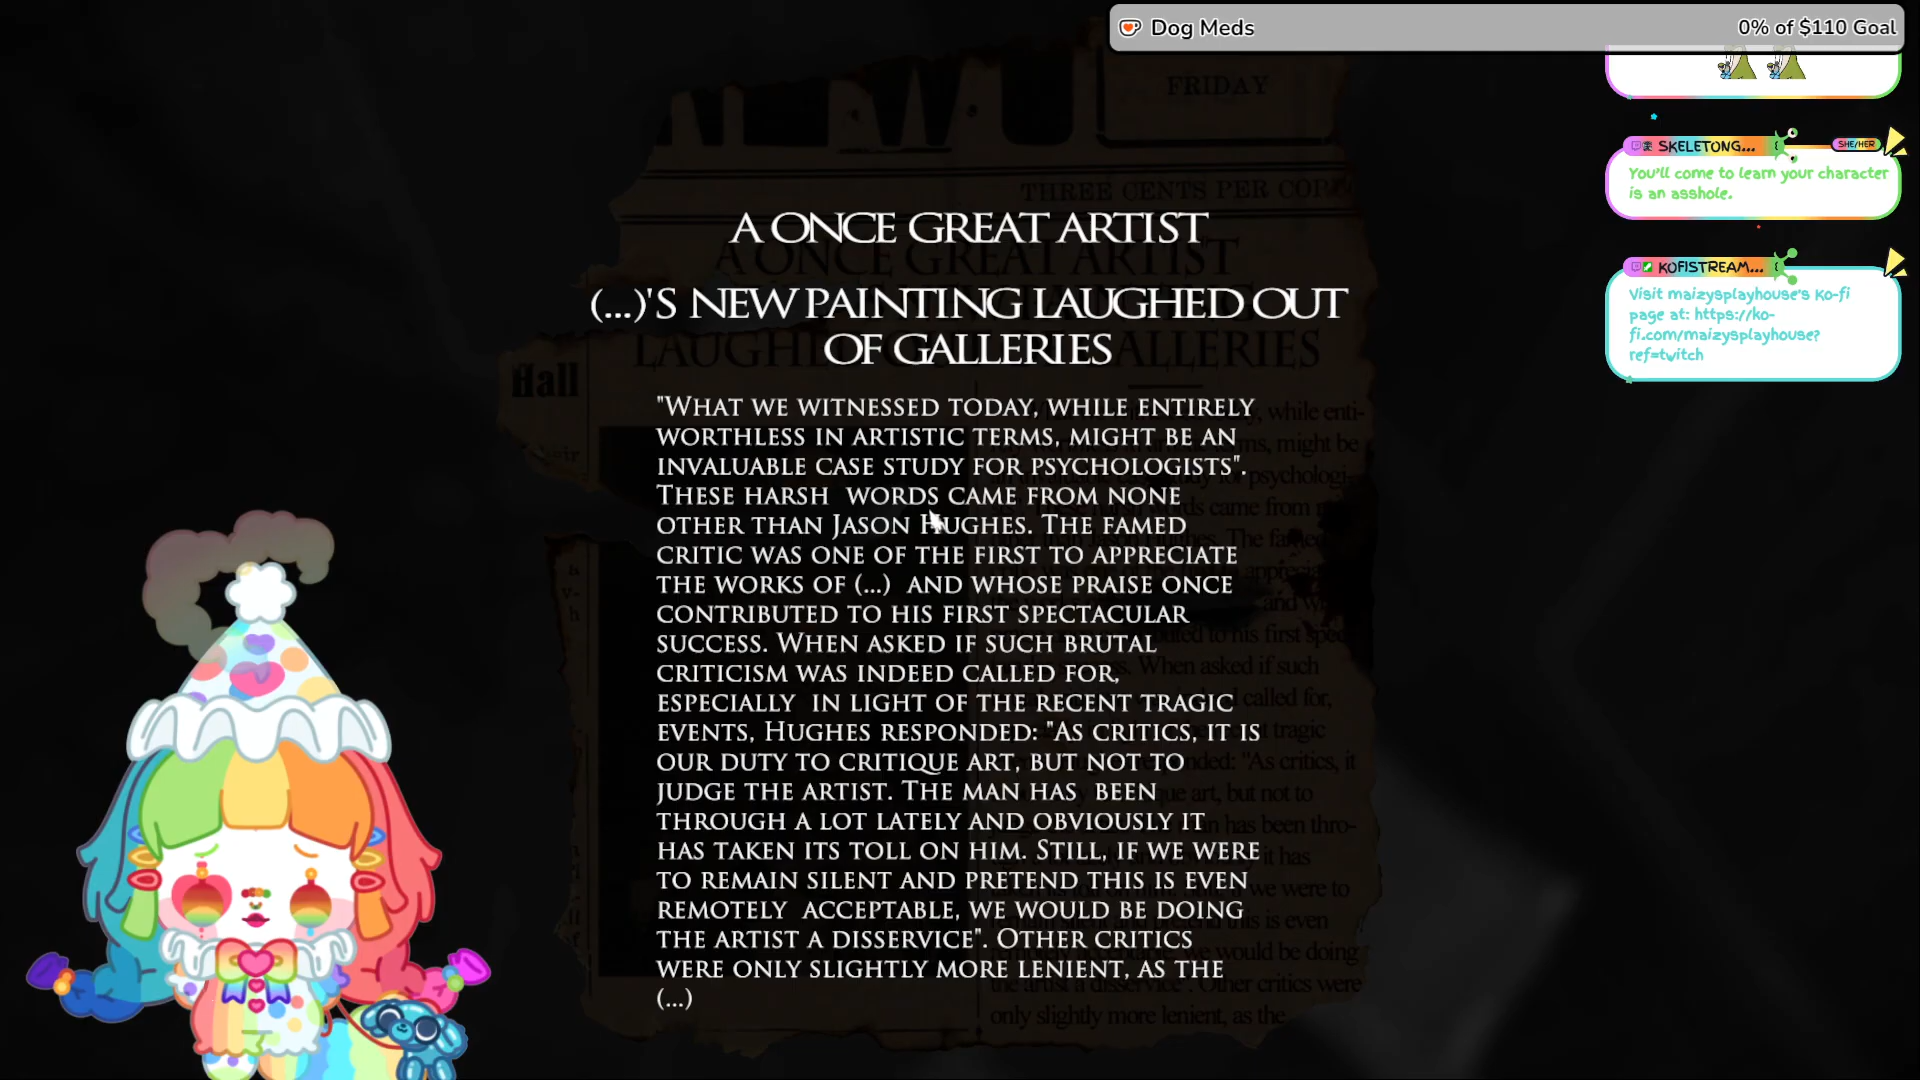 Dog Meds 0% of $110 Goal
FRIDAY
THREE CENTS PER COP
A ONCE GREAT ARTIST
(...)'S NEW PAINTING LAUGHED OUT
OF GALLERIES
Hall
"WHAT WE WITNESSED TODAY, WHILE ENTIRELY
WORTHLESS IN ARTISTIC TERMS, MIGHT BE AN
INVALUABLE CASE STUDY FOR PSYCHOLOGISTS".
THESE HARSH WORDS CAME FROM NONE
OTHER THAN JASON HUGHES. THE FAMED
CRITIC WAS ONE OF THE FIRST TO APPRECIATE
THE WORKS OF (...) AND WHOSE PRAISE ONCE
CONTRIBUTED TO HIS FIRST SPECTACULAR
SUCCESS. WHEN ASKED IF SUCH BRUTAL
CRITICISM WAS INDEED CALLED FOR,
ESPECIALLY IN LIGHT OF THE RECENT TRAGIC
EVENTS, HUGHES RESPONDED: "AS CRITICS, IT IS
OUR DUTY TO CRITIQUE ART, BUT NOT TO
JUDGE THE ARTIST. THE MAN HAS BEEN
THROUGH A LOT LATELY AND OBVIOUSLY IT
HAS TAKEN ITS TOLL ON HIM. STILL, IF WE WERE
TO REMAIN SILENT AND PRETEND THIS IS EVEN
REMOTELY ACCEPTABLE, WE WOULD BE DOING
THE ARTIST A DISSERVICE". OTHER CRITICS
WERE ONLY SLIGHTLY MORE LENIENT, AS THE
(...)
SKELETONG... SHE/HER
You'll come to learn your character
is an asshole.
KOFISTREAM...
Visit maizysplayhouse's Ko-fi
page at: https://ko-
fi.com/maizysplayhouse?
ref=twitch